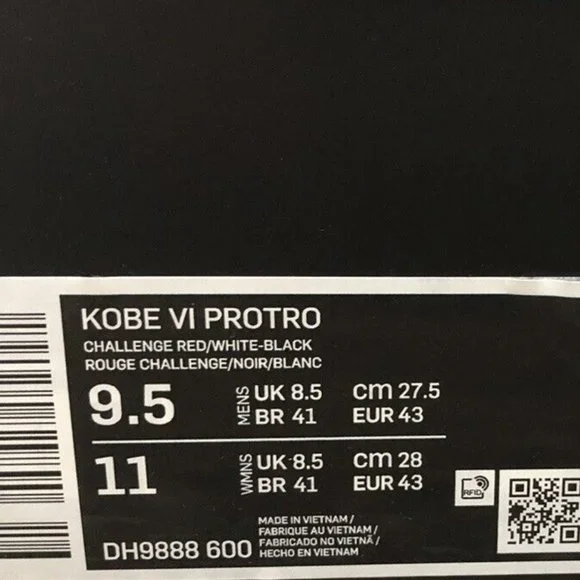 KOBE VI PROTRO
CHALLENGE RED/WHITE-BLACK
ROUGE CHALLENGE/NOIR/BLANC
9.5 MENS UK 8.5 cm 27.5
BR 41 EUR 43
11 WMNS UK 8.5 cm 28
BR 41 EUR 43
RFID
MADE IN VIETNAM /
FABRIQUE AU VIETNAM /
FABRICADO NO VIETNÃ /
DH9888 600 HECHO EN VIETNAM